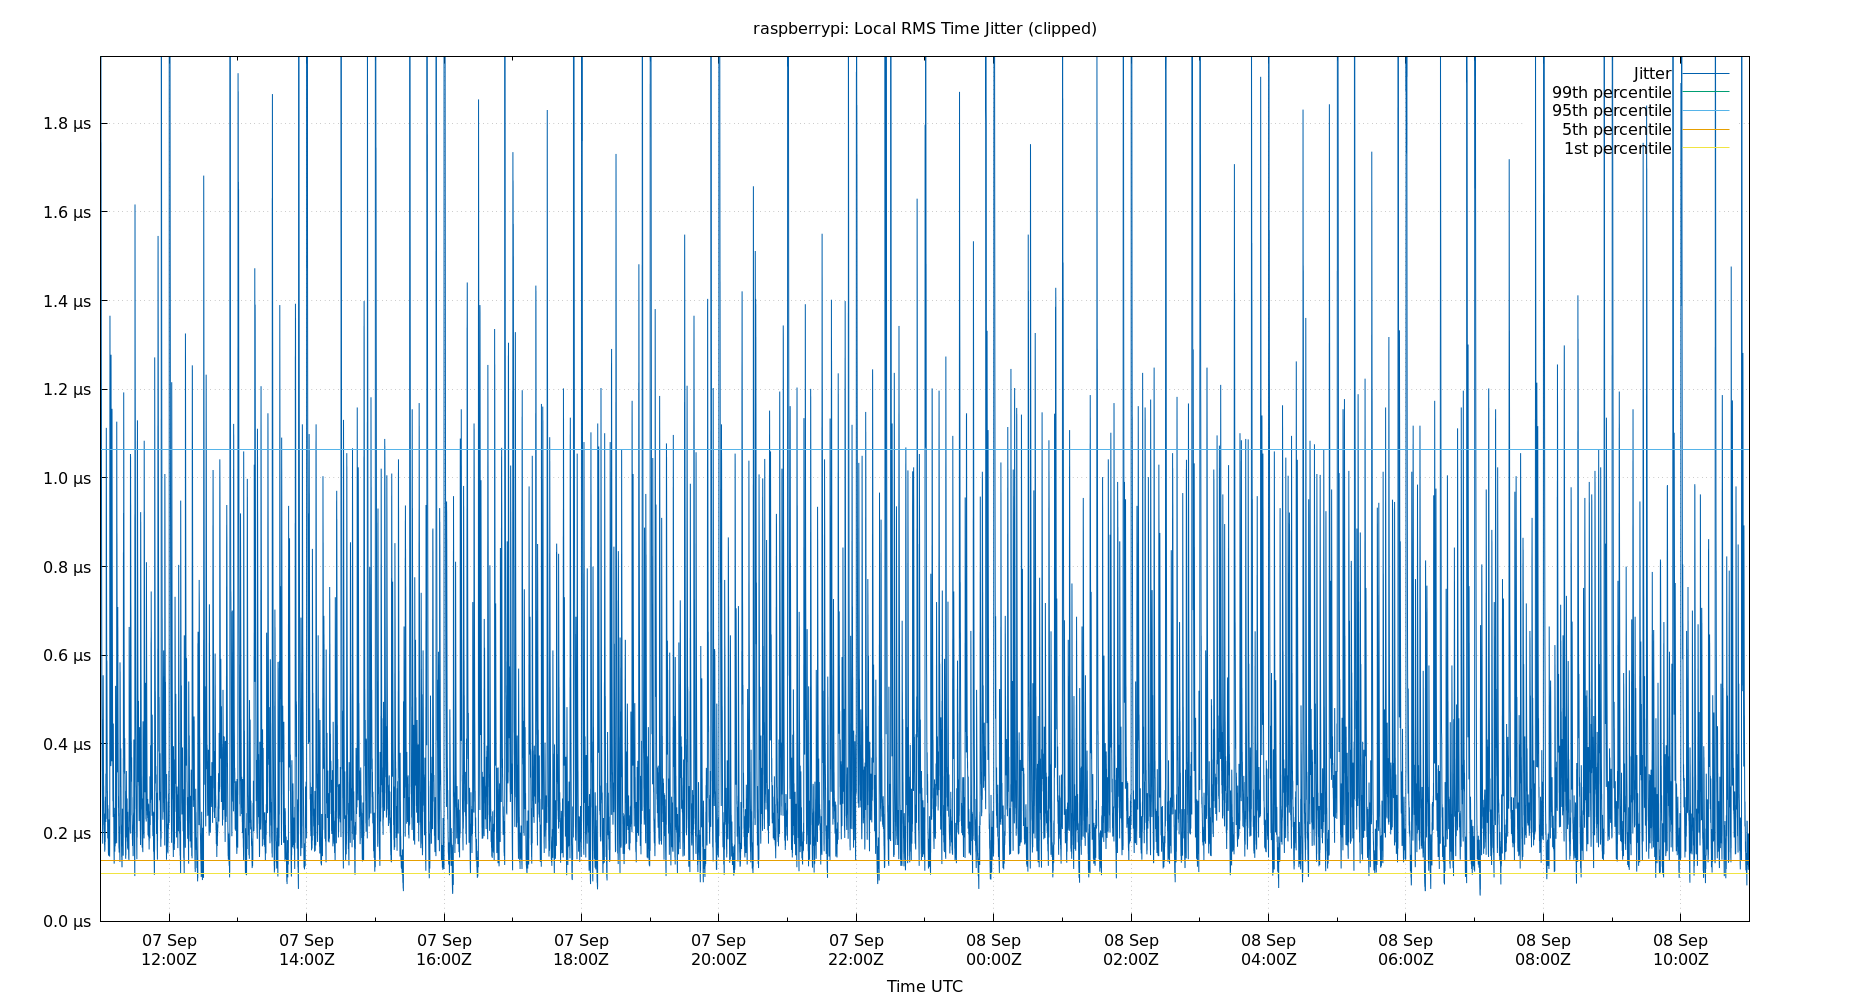 raspberrypi: Local RMS Time Jitter (clipped)
Jitter
99th percentile
95th percentile
5th percentile
1st percentile
1.8 μs
1.6 μs
1.4 μs
1.2 μs
1.0 μs
0.8 μs
0.6 μs
0.4 μs
0.2 μs
0.0 μs
07 Sep 07 Sep 07 Sep 07 Sep 07 Sep 07 Sep 08 Sep 08 Sep 08 Sep 08 Sep 08 Sep 08 Sep
12:00Z 14:00Z 16:00Z 18:00Z 20:00Z 22:00Z 00:00Z 02:00Z 04:00Z 06:00Z 08:00Z 10:00Z
Time UTC